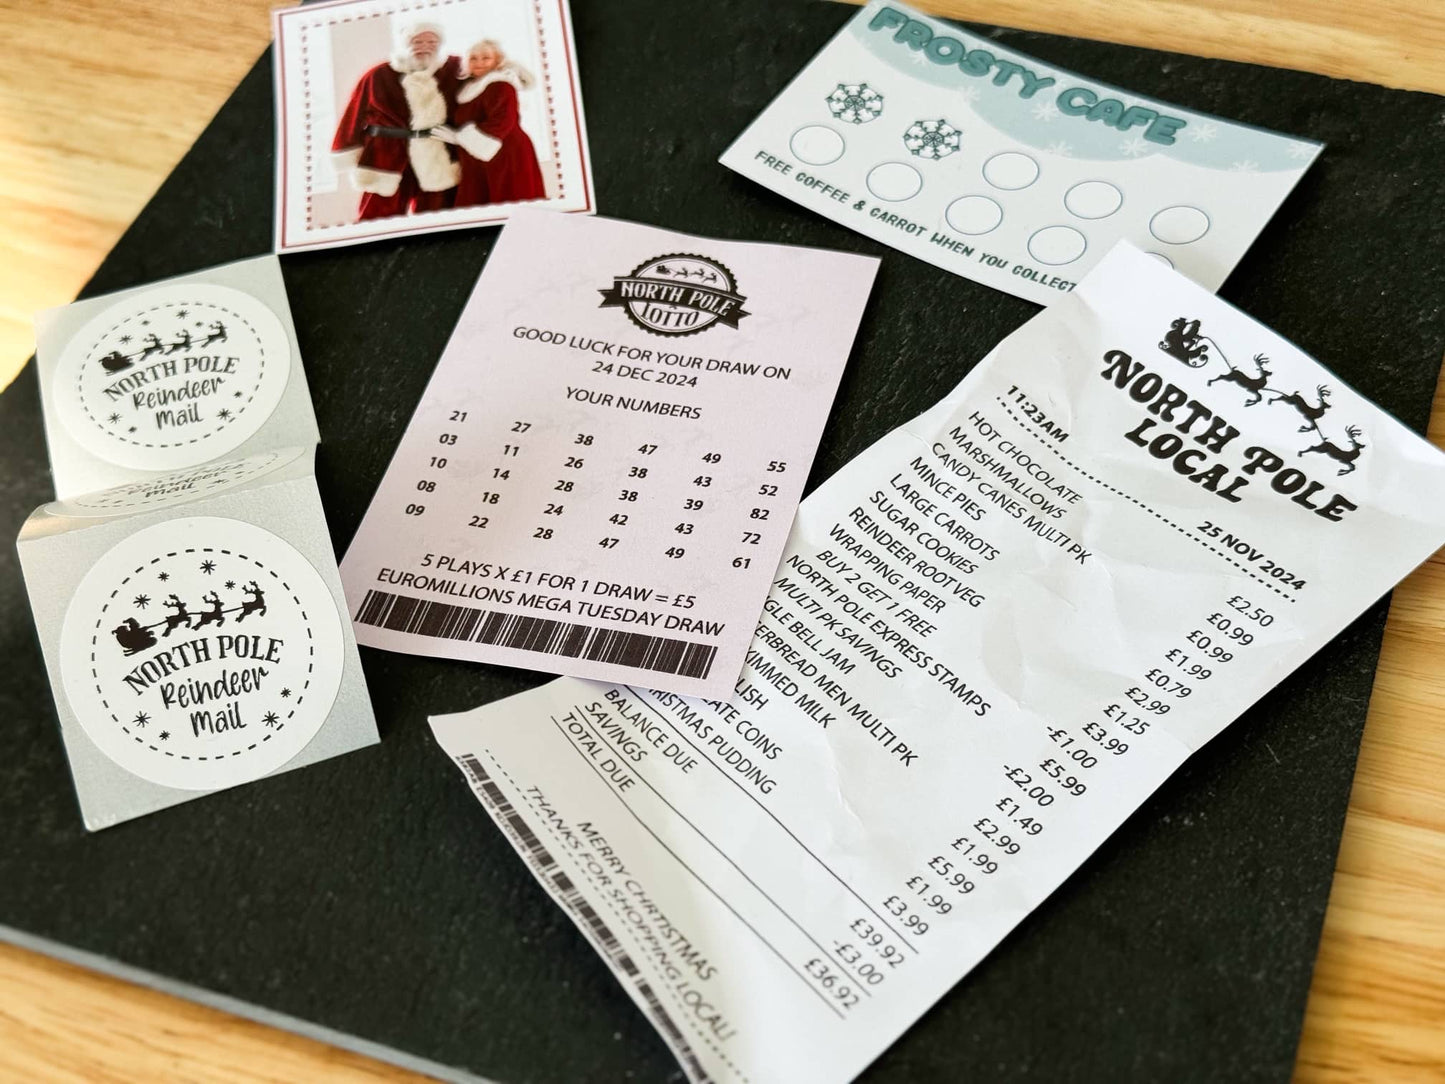 FROSTY CAFE
FREE COFFEE & CARROT WHEN YOU COLLECT
NORTH POLE
Reindeer
Mail
Reindeer
Mail
NORTH POLE
Reindeer
Mail
NORTH POLE
LOTTO
GOOD LUCK FOR YOUR DRAW ON
24 DEC 2024
YOUR NUMBERS
21 27 38 47 49 55
03 11 26 38 43 52
10 14 28 38 39 82
08 18 24 42 43 72
09 22 28 47 49 61
5 PLAYS X £1 FOR 1 DRAW = £5
EUROMILLIONS MEGA TUESDAY DRAW
NORTH POLE
LOCAL
11:23AM 25 NOV 2024
HOT CHOCOLATE £2.50
MARSHMALLOWS £0.99
CANDY CANES MULTI PK £0.99
MINCE PIES £1.99
LARGE CARROTS £0.79
SUGAR COOKIES £2.99
REINDEER ROOT VEG £1.25
WRAPPING PAPER £3.99
BUY 2 GET 1 FREE -£1.00
NORTH POLE EXPRESS STAMPS £5.99
MULTI PK SAVINGS -£2.00
GLE BELL JAM £1.49
ERBREAD MEN MULTI PK £2.99
KIMMED MILK £1.99
LISH £5.99
ATE COINS £1.99
RISTMAS PUDDING £3.99
BALANCE DUE £39.92
SAVINGS -£3.00
TOTAL DUE £36.92
MERRY CHRTISTMAS
THANKS FOR SHOPPING LOCAL!